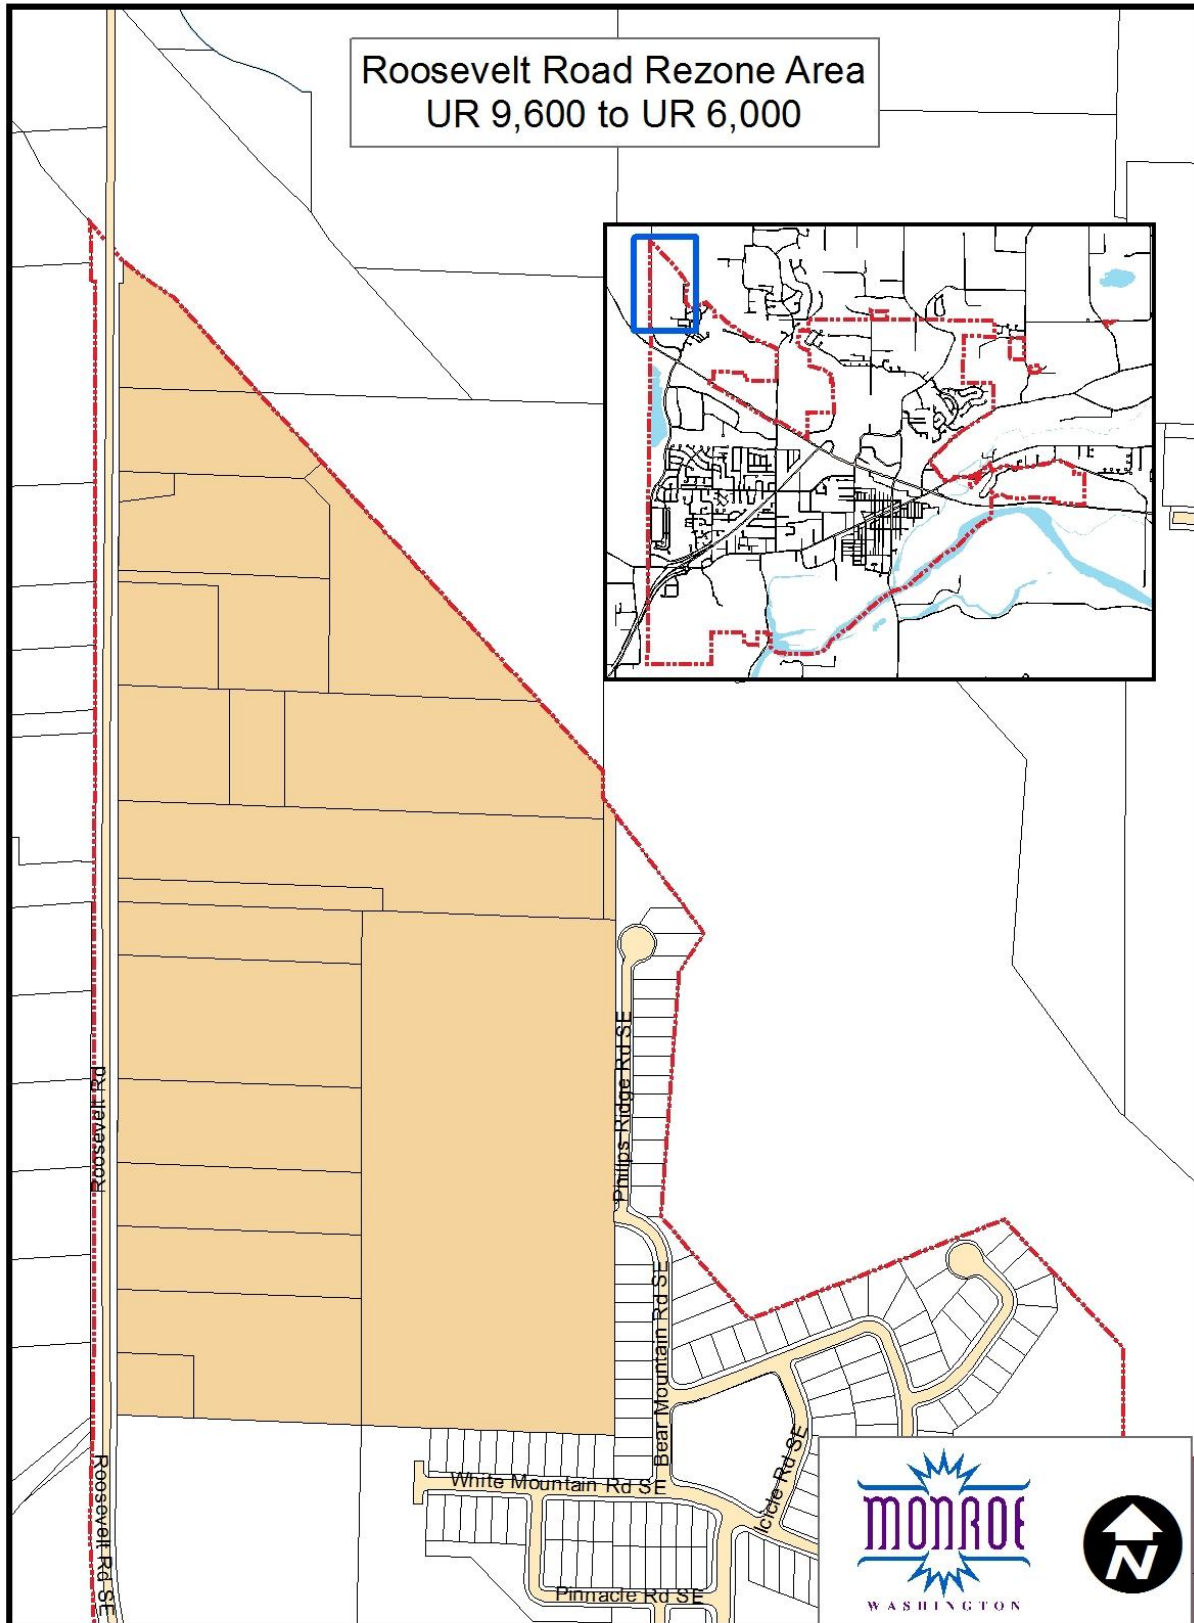 Roosevelt Road Rezone Area
UR 9,600 to UR 6,000
Roosevelt Rd
Philips Ridge Rd SE
Bear Mountain Rd SE
Roosevelt Rd SE
White Mountain Rd SE
Icicle Rd SE
Pinnacle Rd SE
MONROE
WASHINGTON
N